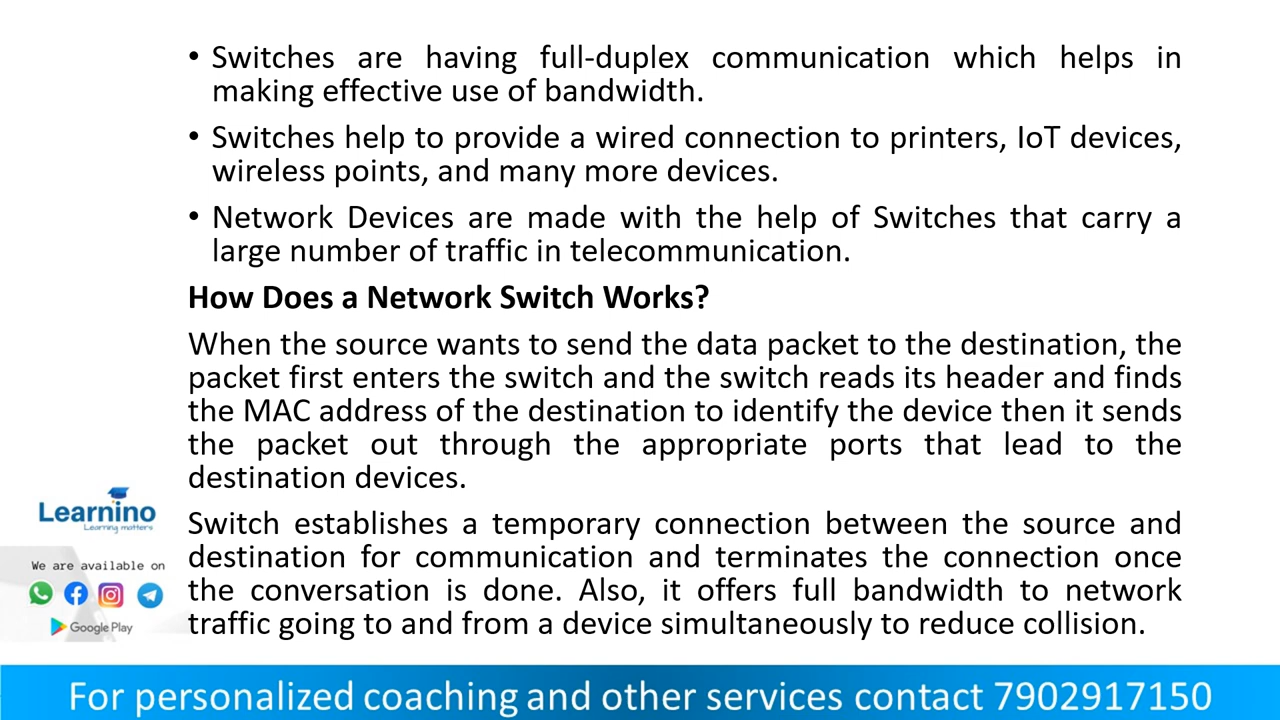 • Switches are having full-duplex communication which helps in
making effective use of bandwidth.
• Switches help to provide a wired connection to printers, IoT devices,
wireless points, and many more devices.
• Network Devices are made with the help of Switches that carry a
large number of traffic in telecommunication.
How Does a Network Switch Works?
When the source wants to send the data packet to the destination, the
packet first enters the switch and the switch reads its header and finds
the MAC address of the destination to identify the device then it sends
the packet out through the appropriate ports that lead to the
destination devices.
Switch establishes a temporary connection between the source and
destination for communication and terminates the connection once
the conversation is done. Also, it offers full bandwidth to network
traffic going to and from a device simultaneously to reduce collision.
Learnino
Learning matters
We are available on
Google Play
For personalized coaching and other services contact 7902917150